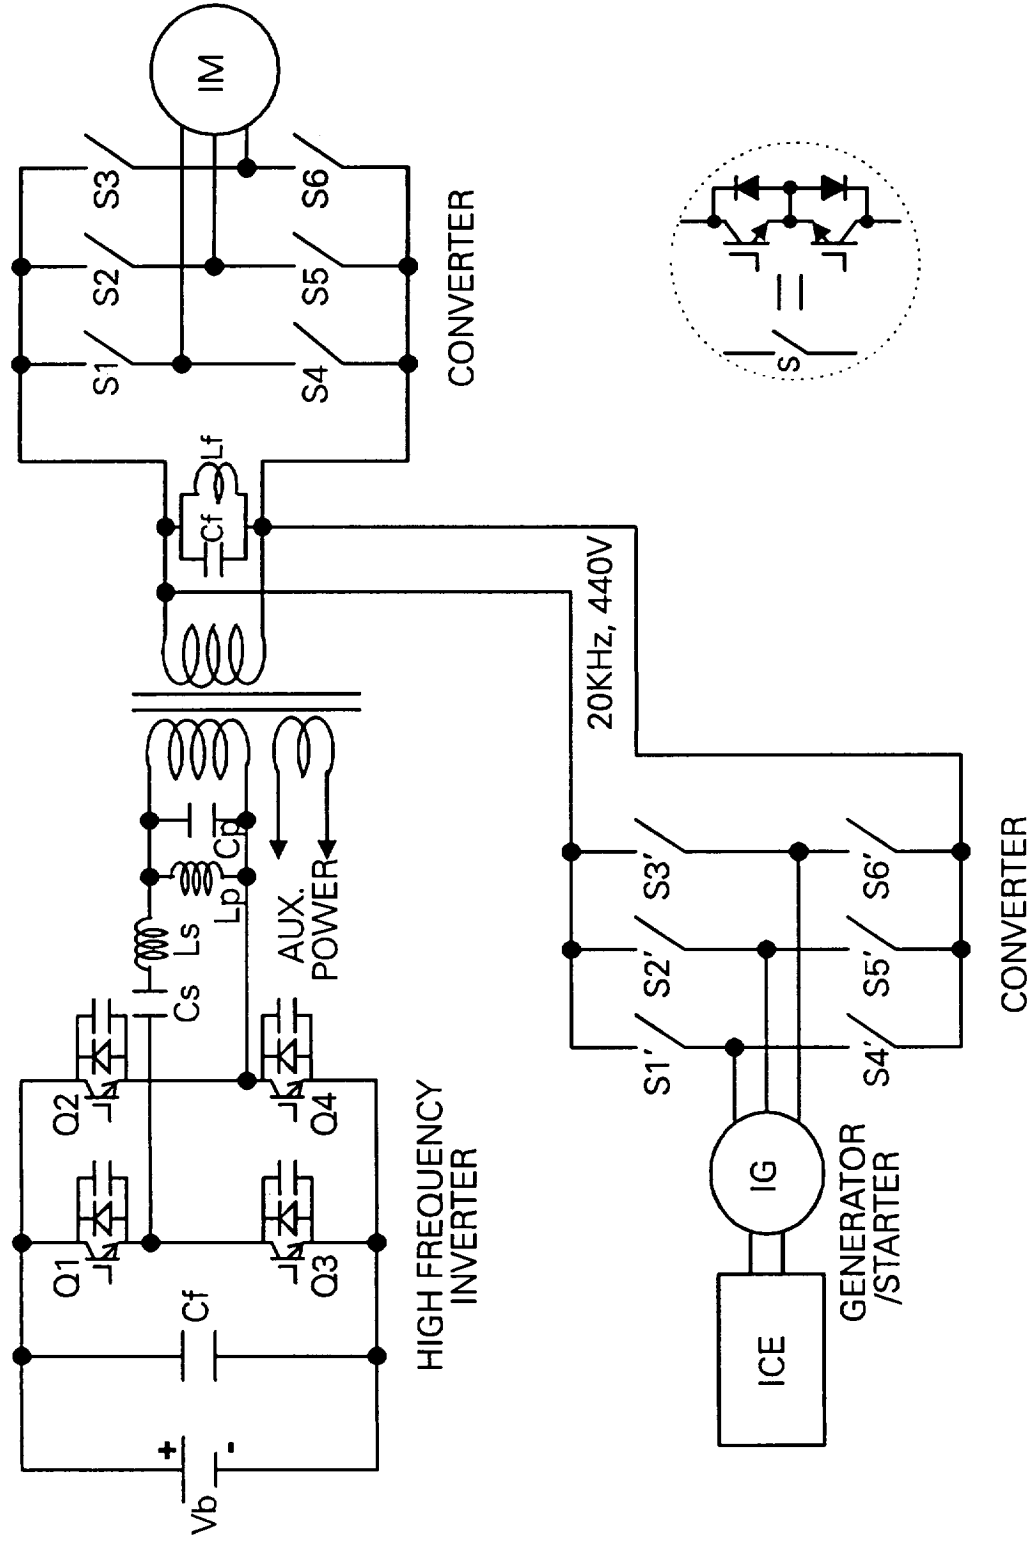 Vb
+
-
Cf
Q1
Q2
Q3
Q4
HIGH FREQUENCY
INVERTER
Cs
Ls
Lp
Cp
AUX.
POWER
Cf
Lf
S1
S2
S3
S4
S5
S6
IM
CONVERTER
20KHz, 440V
ICE
IG
GENERATOR
/STARTER
S1'
S2'
S3'
S4'
S5'
S6'
CONVERTER
S